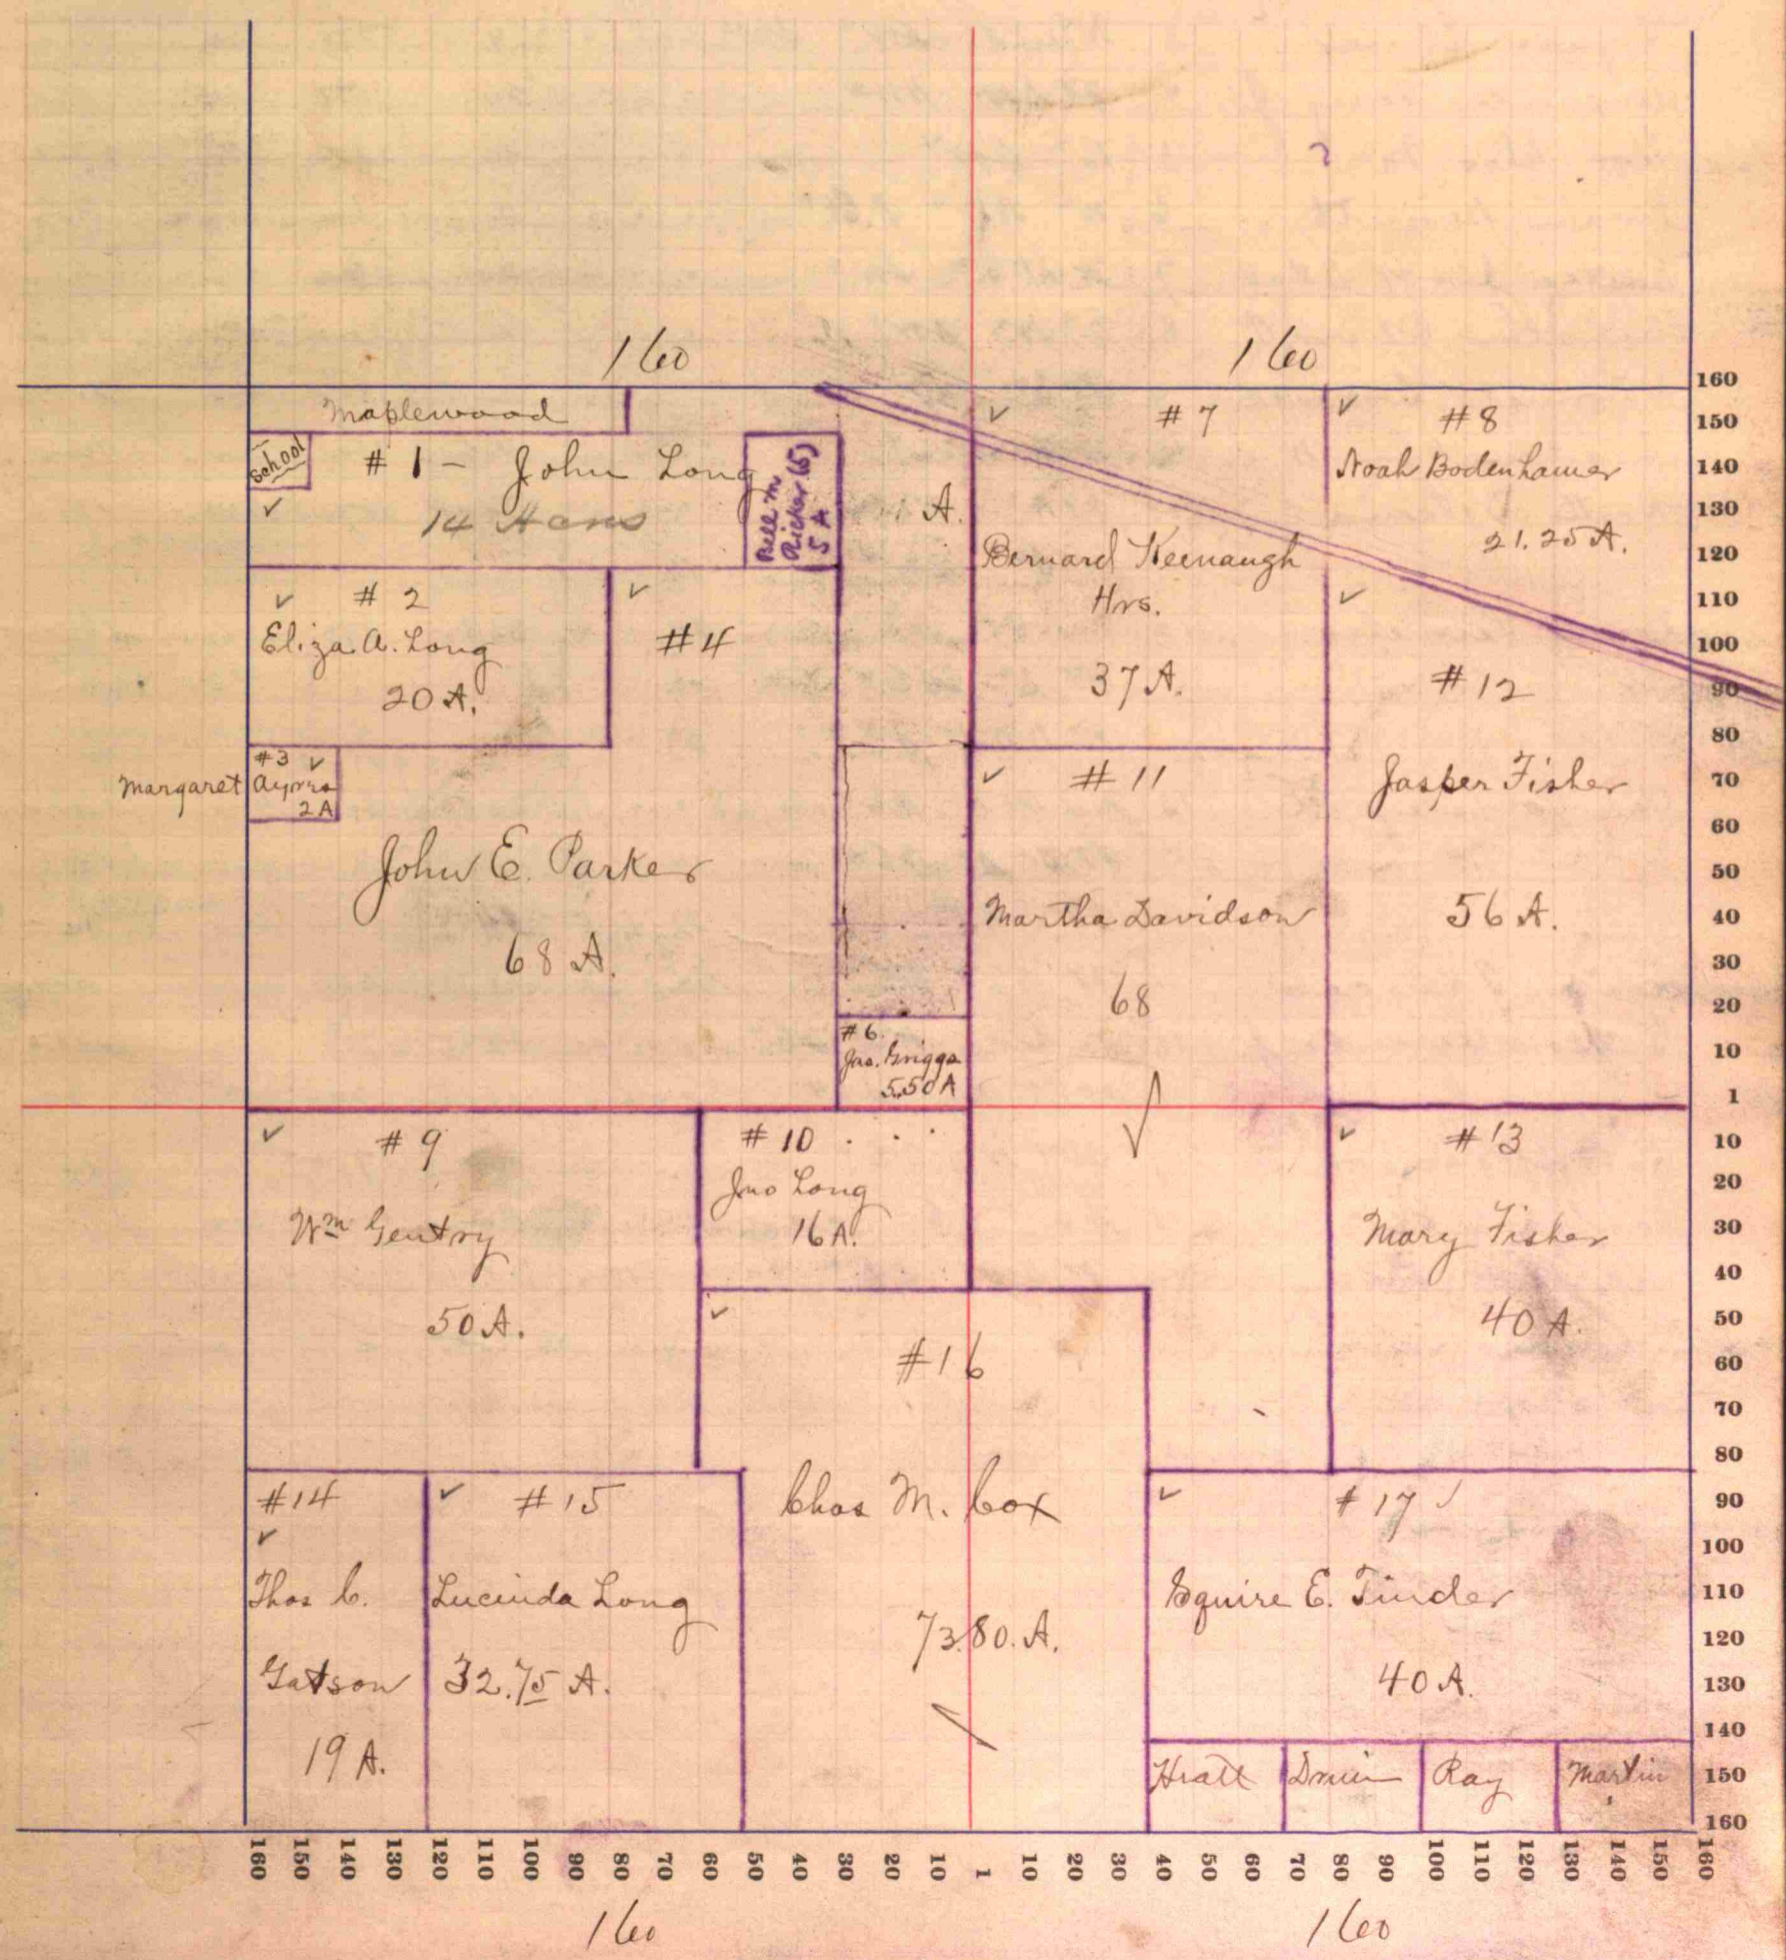 160
160
Maplewood
School
# 1 - John Long
14 Acres
Bell M
Ricker (5)
5 A
A.
# 7
Bernard Keenaugh
Hrs.
37 A.
# 8
Noah Bodenhamer
21.25 A.
# 2
Eliza A. Long
20 A.
#4
#3
Margaret
2 A
John E. Parker
68 A.
#6.
Jas. Griggs
5.50 A
# 11
Martha Davidson
68
#12
Jasper Fisher
56 A.
# 9
Wm Gentry
50 A.
# 10
Jno Long
16 A.
#13
Mary Fisher
40 A.
#16
Chas M. Cox
73.80. A.
#14
Thos C.
Gatson
19 A.
#15
Lucinda Long
32.75 A.
# 17
Squire E. Tinder
40 A.
Hiatt
Ray
Martin
160
150
140
130
120
110
100
90
80
70
60
50
40
30
20
10
1
10
20
30
40
50
60
70
80
90
100
110
120
130
140
150
160
160 150 140 130 120 110 100 90 80 70 60 50 40 30 20 10 1 10 20 30 40 50 60 70 80 90 100 110 120 130 140 150 160
160
160